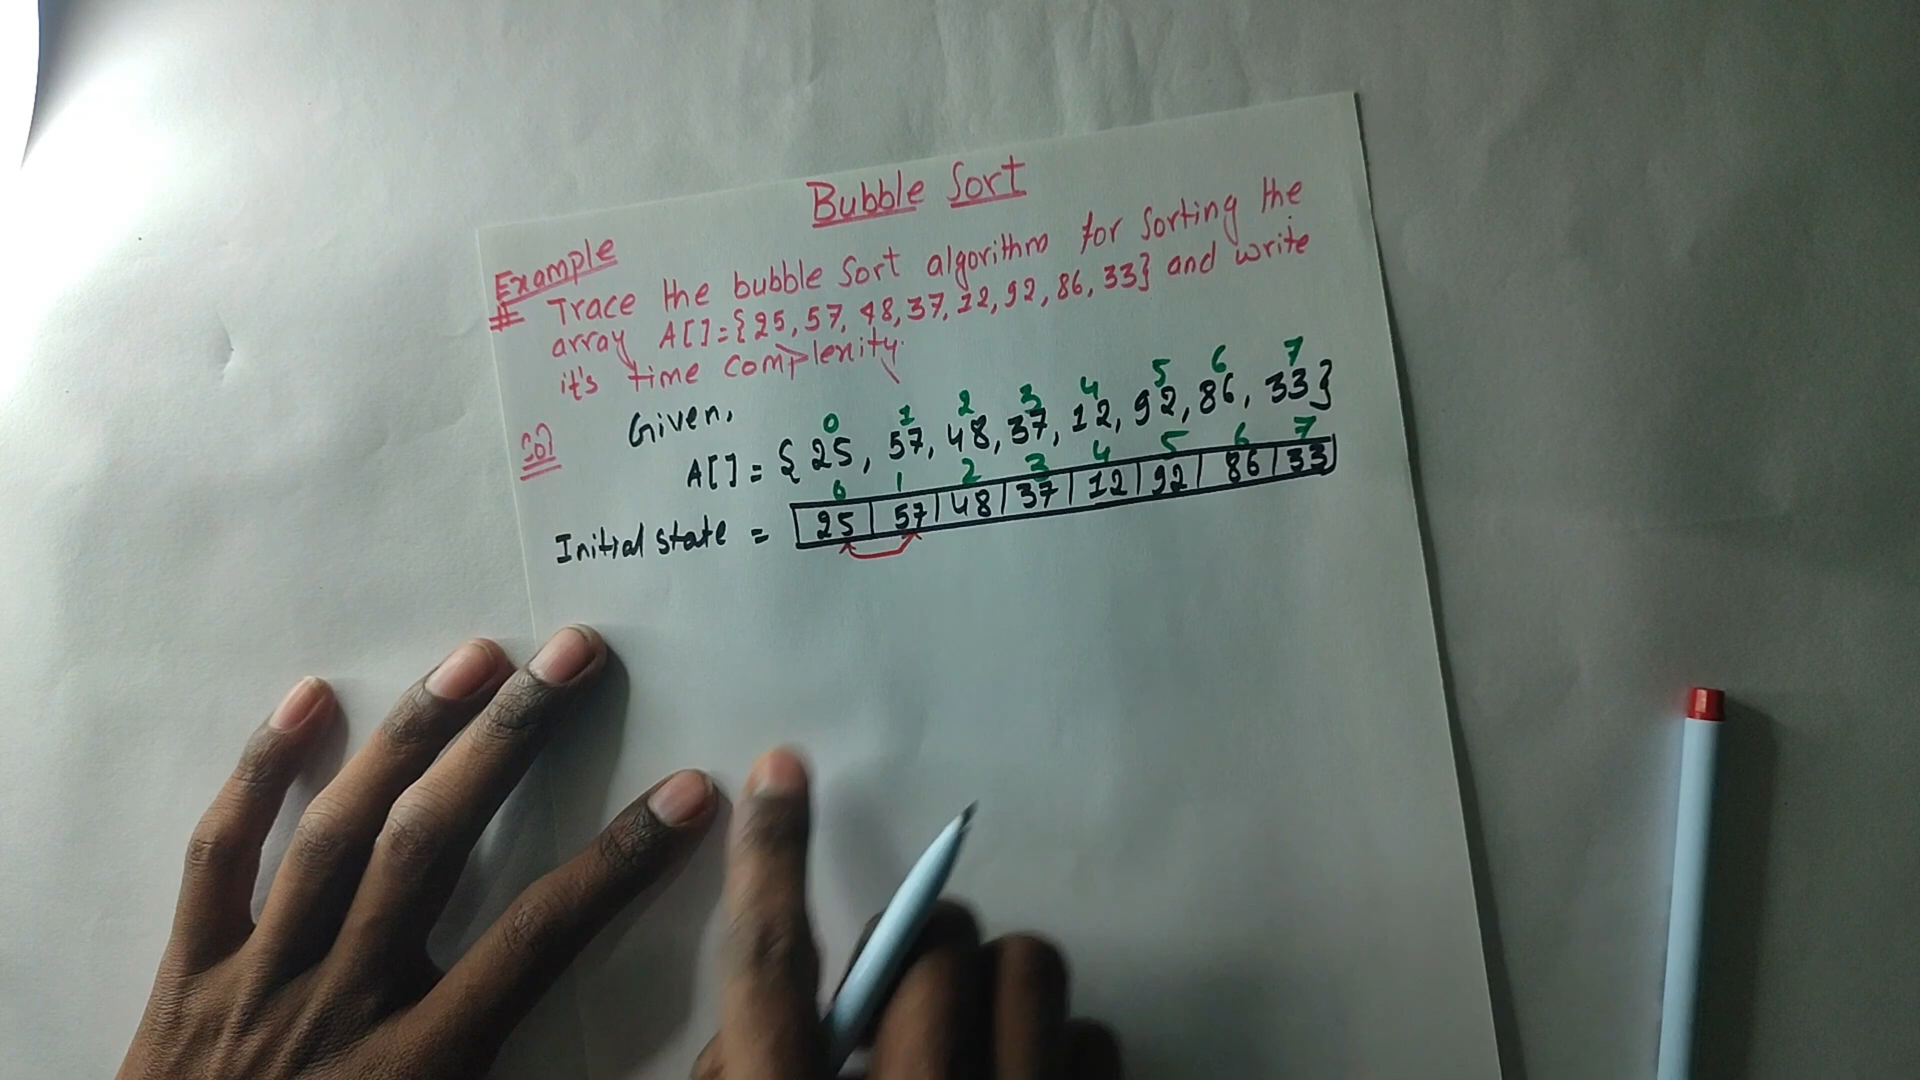 Bubble Sort
Example
# Trace the bubble sort algorithm for sorting the
array A[]={25,57,48,37,12,92,86,33} and write
it's time complexity.
Sol Given,
0 1 2 3 4 5 6 7
A[] = {25, 57, 48, 37, 12, 92, 86, 33}
0 1 2 3 4 5 6 7
Initial state = 25 57 48 37 12 92 86 33